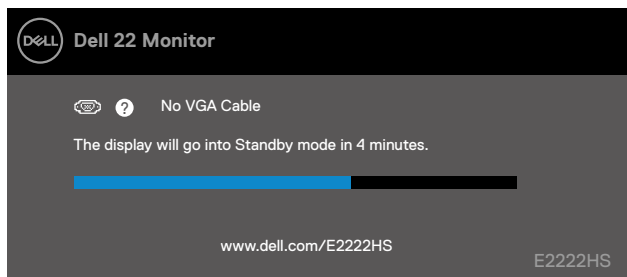 DELL
Dell 22 Monitor
? No VGA Cable
The display will go into Standby mode in 4 minutes.
www.dell.com/E2222HS
E2222HS